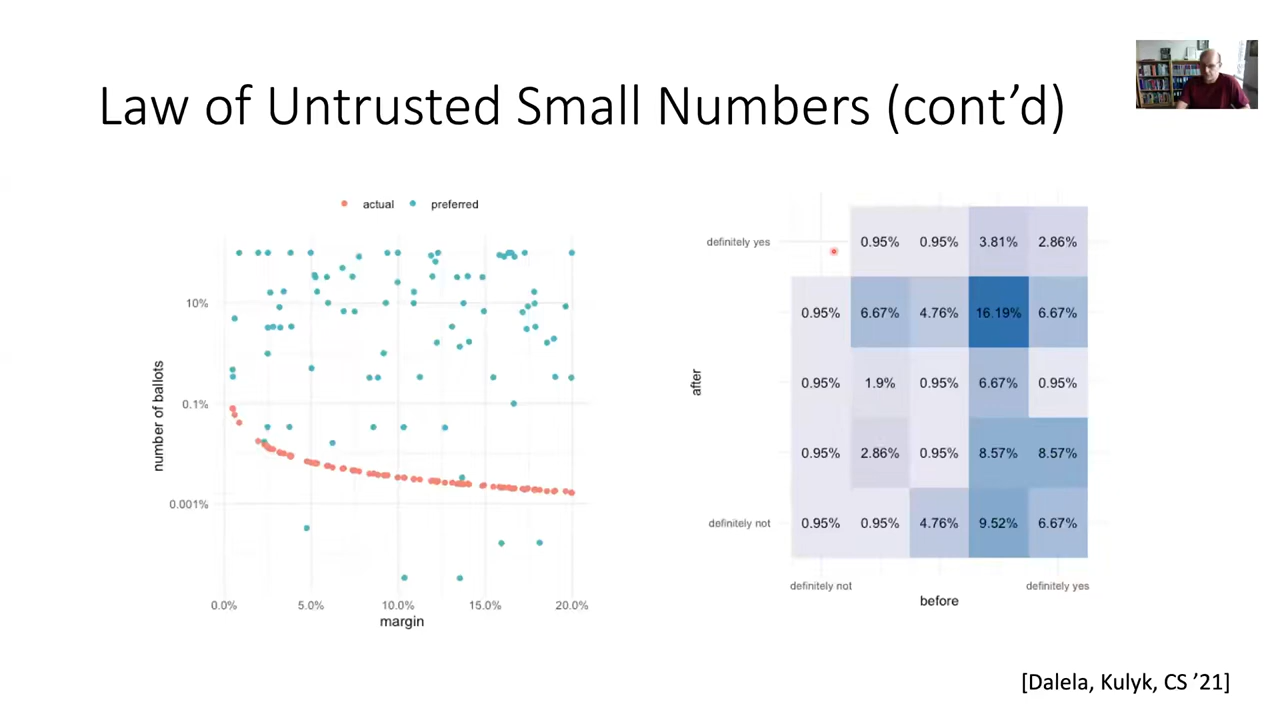 Law of Untrusted Small Numbers (cont’d)
actual preferred
10%
0.1%
0.001%
number of ballots
0.0% 5.0% 10.0% 15.0% 20.0%
margin
definitely yes
definitely not
after
0.95% 0.95% 3.81% 2.86%
0.95% 6.67% 4.76% 16.19% 6.67%
0.95% 1.9% 0.95% 6.67% 0.95%
0.95% 2.86% 0.95% 8.57% 8.57%
0.95% 0.95% 4.76% 9.52% 6.67%
definitely not definitely yes
before
[Dalela, Kulyk, CS ’21]